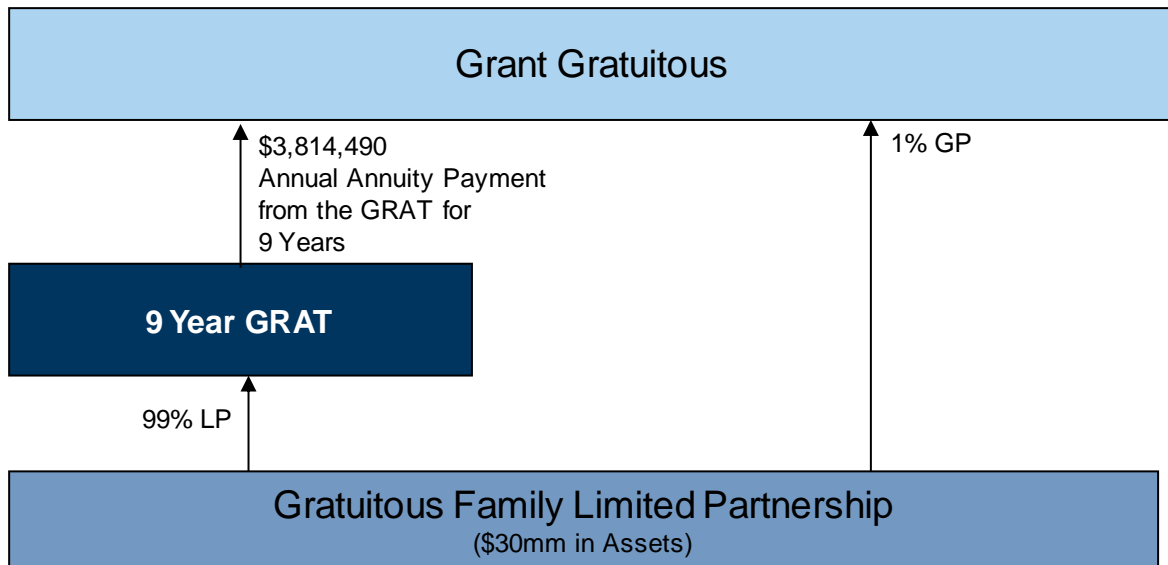 Grant Gratuitous
$3,814,490
Annual Annuity Payment
from the GRAT for
9 Years
1% GP
9 Year GRAT
99% LP
Gratuitous Family Limited Partnership
($30mm in Assets)